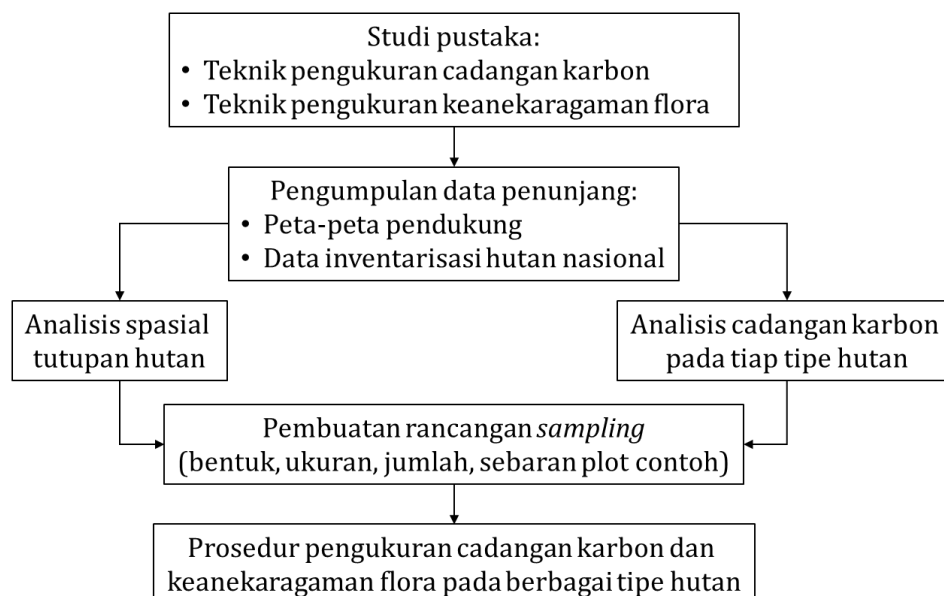 Studi pustaka:
• Teknik pengukuran cadangan karbon
• Teknik pengukuran keanekaragaman flora
Pengumpulan data penunjang:
• Peta-peta pendukung
• Data inventarisasi hutan nasional
Analisis spasial
tutupan hutan
Analisis cadangan karbon
pada tiap tipe hutan
Pembuatan rancangan sampling
(bentuk, ukuran, jumlah, sebaran plot contoh)
Prosedur pengukuran cadangan karbon dan
keanekaragaman flora pada berbagai tipe hutan